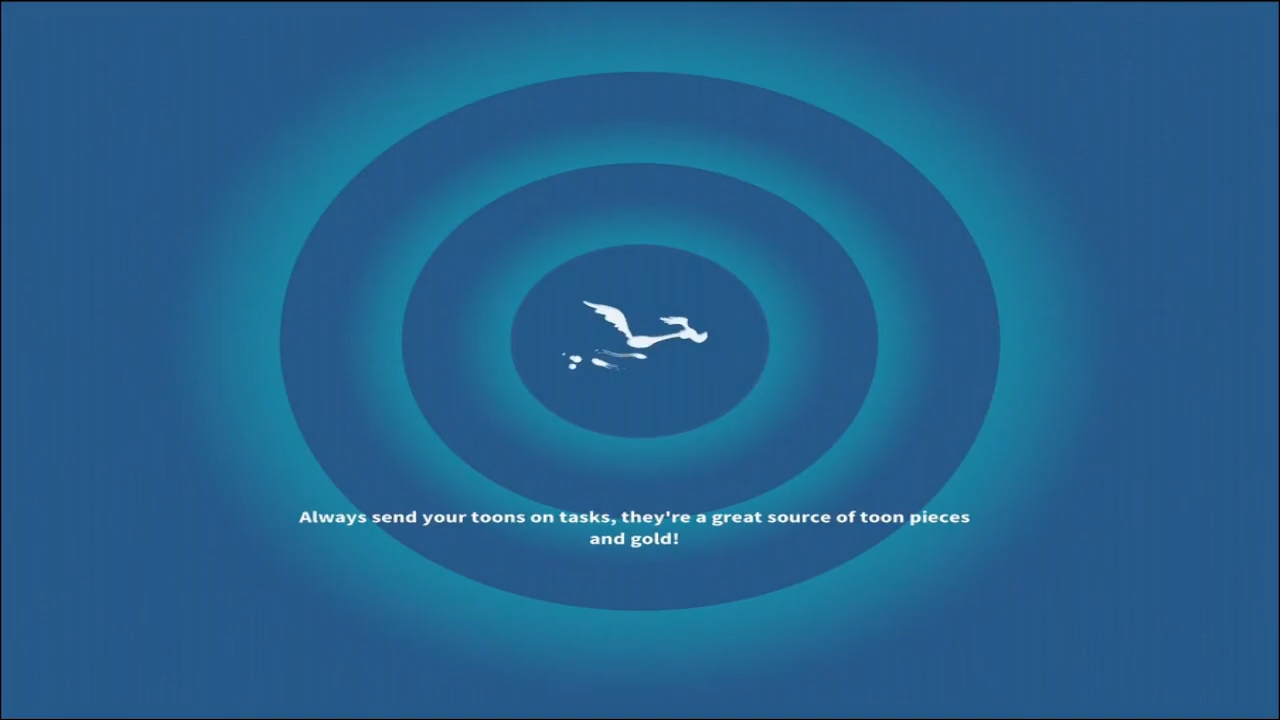 Always send your toons on tasks, they're a great source of toon pieces
and gold!